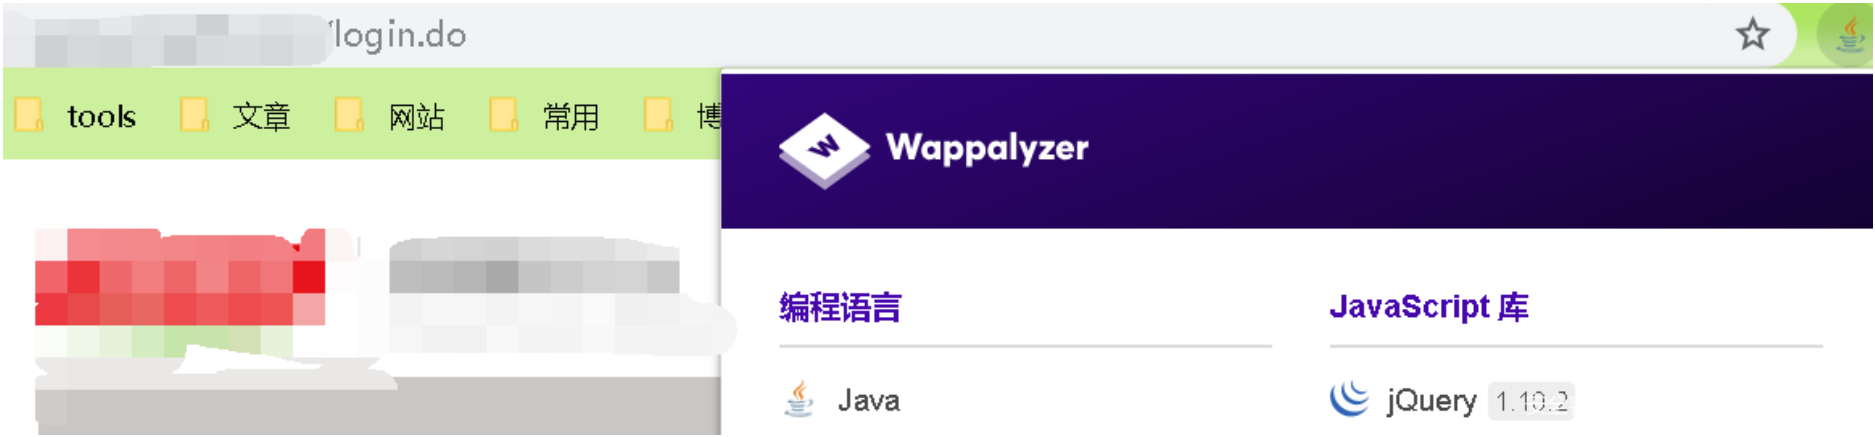 /login.do
tools 文章 网站 常用 博
W Wappalyzer
编程语言
JavaScript 库
Java
jQuery 1.10.2